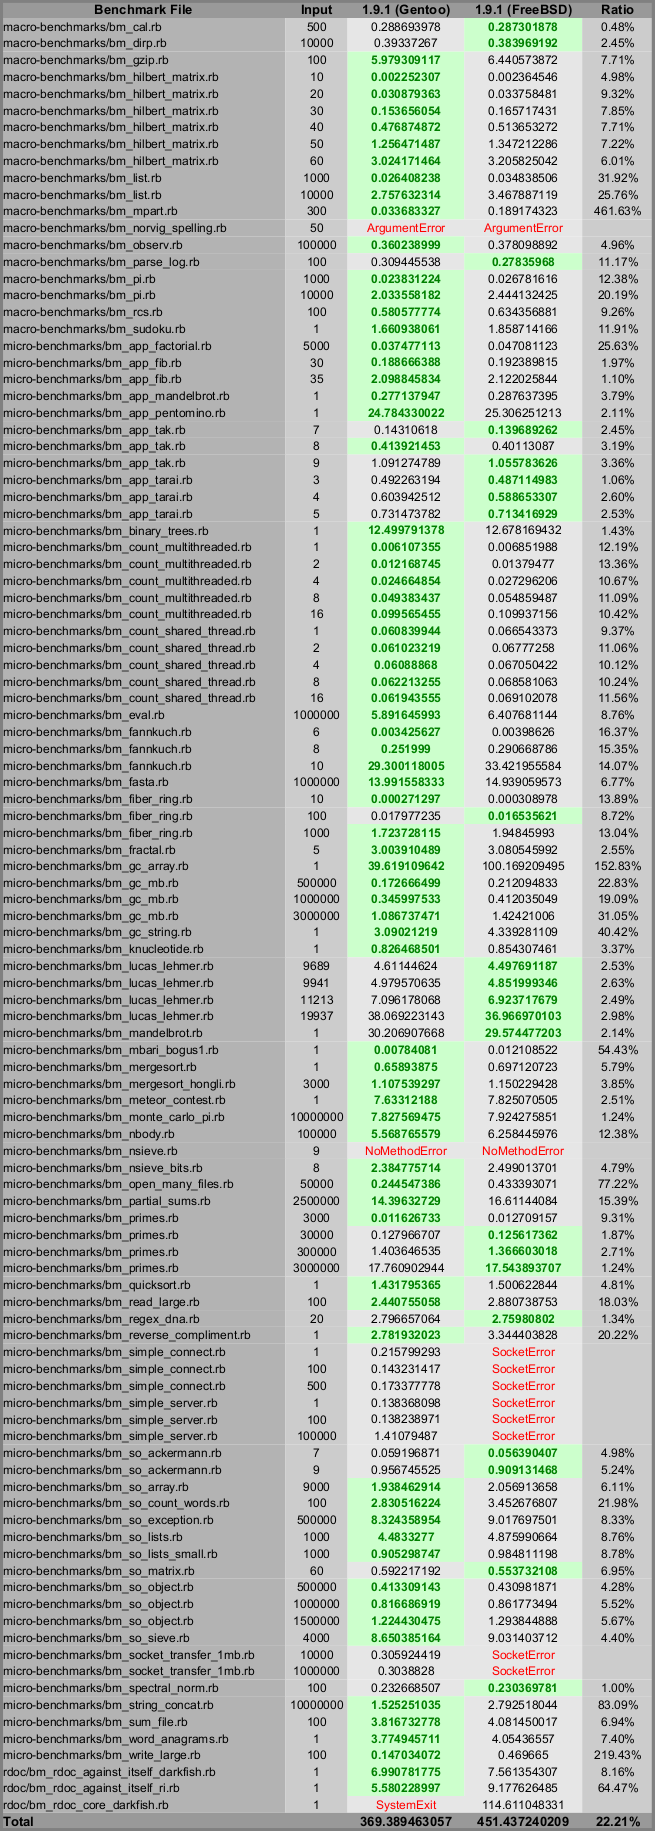 Benchmark File Input 1.9.1 (Gentoo) 1.9.1 (FreeBSD) Ratio
macro-benchmarks/bm_cal.rb 500 0.288693978 0.287301878 0.48%
macro-benchmarks/bm_dirp.rb 10000 0.39337267 0.383969192 2.45%
macro-benchmarks/bm_gzip.rb 100 5.979309117 6.440573872 7.71%
macro-benchmarks/bm_hilbert_matrix.rb 10 0.002252307 0.002364546 4.98%
macro-benchmarks/bm_hilbert_matrix.rb 20 0.030879363 0.033758481 9.32%
macro-benchmarks/bm_hilbert_matrix.rb 30 0.153656054 0.165717431 7.85%
macro-benchmarks/bm_hilbert_matrix.rb 40 0.476874872 0.513653272 7.71%
macro-benchmarks/bm_hilbert_matrix.rb 50 1.256471487 1.347212286 7.22%
macro-benchmarks/bm_hilbert_matrix.rb 60 3.024171464 3.205825042 6.01%
macro-benchmarks/bm_list.rb 1000 0.026408238 0.034838506 31.92%
macro-benchmarks/bm_list.rb 10000 2.757632314 3.467887119 25.76%
macro-benchmarks/bm_mpart.rb 300 0.033683327 0.189174323 461.63%
macro-benchmarks/bm_norvig_spelling.rb 50 ArgumentError ArgumentError
macro-benchmarks/bm_observ.rb 100000 0.360238999 0.378098892 4.96%
macro-benchmarks/bm_parse_log.rb 100 0.309445538 0.27835968 11.17%
macro-benchmarks/bm_pi.rb 1000 0.023831224 0.026781616 12.38%
macro-benchmarks/bm_pi.rb 10000 2.033558182 2.444132425 20.19%
macro-benchmarks/bm_rcs.rb 100 0.580577774 0.634356881 9.26%
macro-benchmarks/bm_sudoku.rb 1 1.660938061 1.858714166 11.91%
micro-benchmarks/bm_app_factorial.rb 5000 0.037477113 0.047081123 25.63%
micro-benchmarks/bm_app_fib.rb 30 0.188666388 0.192389815 1.97%
micro-benchmarks/bm_app_fib.rb 35 2.098845834 2.122025844 1.10%
micro-benchmarks/bm_app_mandelbrot.rb 1 0.277137947 0.287637395 3.79%
micro-benchmarks/bm_app_pentomino.rb 1 24.784330022 25.306251213 2.11%
micro-benchmarks/bm_app_tak.rb 7 0.14310618 0.139689262 2.45%
micro-benchmarks/bm_app_tak.rb 8 0.413921453 0.40113087 3.19%
micro-benchmarks/bm_app_tak.rb 9 1.091274789 1.055783626 3.36%
micro-benchmarks/bm_app_tarai.rb 3 0.492263194 0.487114983 1.06%
micro-benchmarks/bm_app_tarai.rb 4 0.603942512 0.588653307 2.60%
micro-benchmarks/bm_app_tarai.rb 5 0.731473782 0.713416929 2.53%
micro-benchmarks/bm_binary_trees.rb 1 12.499791378 12.678169432 1.43%
micro-benchmarks/bm_count_multithreaded.rb 1 0.006107355 0.006851988 12.19%
micro-benchmarks/bm_count_multithreaded.rb 2 0.012168745 0.01379477 13.36%
micro-benchmarks/bm_count_multithreaded.rb 4 0.024664854 0.027296206 10.67%
micro-benchmarks/bm_count_multithreaded.rb 8 0.049383437 0.054859487 11.09%
micro-benchmarks/bm_count_multithreaded.rb 16 0.099565455 0.109937156 10.42%
micro-benchmarks/bm_count_shared_thread.rb 1 0.060839944 0.066543373 9.37%
micro-benchmarks/bm_count_shared_thread.rb 2 0.061023219 0.06777258 11.06%
micro-benchmarks/bm_count_shared_thread.rb 4 0.06088868 0.067050422 10.12%
micro-benchmarks/bm_count_shared_thread.rb 8 0.062213255 0.068581063 10.24%
micro-benchmarks/bm_count_shared_thread.rb 16 0.061943555 0.069102078 11.56%
micro-benchmarks/bm_eval.rb 1000000 5.891645993 6.407681144 8.76%
micro-benchmarks/bm_fannkuch.rb 6 0.003425627 0.00398626 16.37%
micro-benchmarks/bm_fannkuch.rb 8 0.251999 0.290668786 15.35%
micro-benchmarks/bm_fannkuch.rb 10 29.300118005 33.421955584 14.07%
micro-benchmarks/bm_fasta.rb 1000000 13.991558333 14.939059573 6.77%
micro-benchmarks/bm_fiber_ring.rb 10 0.000271297 0.000308978 13.89%
micro-benchmarks/bm_fiber_ring.rb 100 0.017977235 0.016535621 8.72%
micro-benchmarks/bm_fiber_ring.rb 1000 1.723728115 1.94845993 13.04%
micro-benchmarks/bm_fractal.rb 5 3.003910489 3.080545992 2.55%
micro-benchmarks/bm_gc_array.rb 1 39.619109642 100.169209495 152.83%
micro-benchmarks/bm_gc_mb.rb 500000 0.172666499 0.212094833 22.83%
micro-benchmarks/bm_gc_mb.rb 1000000 0.345997533 0.412035049 19.09%
micro-benchmarks/bm_gc_mb.rb 3000000 1.086737471 1.42421006 31.05%
micro-benchmarks/bm_gc_string.rb 1 3.09021219 4.339281109 40.42%
micro-benchmarks/bm_knucleotide.rb 1 0.826468501 0.854307461 3.37%
micro-benchmarks/bm_lucas_lehmer.rb 9689 4.61144624 4.497691187 2.53%
micro-benchmarks/bm_lucas_lehmer.rb 9941 4.979570635 4.851999346 2.63%
micro-benchmarks/bm_lucas_lehmer.rb 11213 7.096178068 6.923717679 2.49%
micro-benchmarks/bm_lucas_lehmer.rb 19937 38.069223143 36.966970103 2.98%
micro-benchmarks/bm_mandelbrot.rb 1 30.206907668 29.574477203 2.14%
micro-benchmarks/bm_mbari_bogus1.rb 1 0.00784081 0.012108522 54.43%
micro-benchmarks/bm_mergesort.rb 1 0.65893875 0.697120723 5.79%
micro-benchmarks/bm_mergesort_hongli.rb 3000 1.107539297 1.150229428 3.85%
micro-benchmarks/bm_meteor_contest.rb 1 7.63312188 7.825070505 2.51%
micro-benchmarks/bm_monte_carlo_pi.rb 10000000 7.827569475 7.924275851 1.24%
micro-benchmarks/bm_nbody.rb 100000 5.568765579 6.258445976 12.38%
micro-benchmarks/bm_nsieve.rb 9 NoMethodError NoMethodError
micro-benchmarks/bm_nsieve_bits.rb 8 2.384775714 2.499013701 4.79%
micro-benchmarks/bm_open_many_files.rb 50000 0.244547386 0.433393071 77.22%
micro-benchmarks/bm_partial_sums.rb 2500000 14.39632729 16.61144084 15.39%
micro-benchmarks/bm_primes.rb 3000 0.011626733 0.012709157 9.31%
micro-benchmarks/bm_primes.rb 30000 0.127966707 0.125617362 1.87%
micro-benchmarks/bm_primes.rb 300000 1.403646535 1.366603018 2.71%
micro-benchmarks/bm_primes.rb 3000000 17.760902944 17.543893707 1.24%
micro-benchmarks/bm_quicksort.rb 1 1.431795365 1.500622844 4.81%
micro-benchmarks/bm_read_large.rb 100 2.440755058 2.880738753 18.03%
micro-benchmarks/bm_regex_dna.rb 20 2.796657064 2.75980802 1.34%
micro-benchmarks/bm_reverse_compliment.rb 1 2.781932023 3.344403828 20.22%
micro-benchmarks/bm_simple_connect.rb 1 0.215799293 SocketError
micro-benchmarks/bm_simple_connect.rb 100 0.143231417 SocketError
micro-benchmarks/bm_simple_connect.rb 500 0.173377778 SocketError
micro-benchmarks/bm_simple_server.rb 1 0.138368098 SocketError
micro-benchmarks/bm_simple_server.rb 100 0.138238971 SocketError
micro-benchmarks/bm_simple_server.rb 100000 1.41079487 SocketError
micro-benchmarks/bm_so_ackermann.rb 7 0.059196871 0.056390407 4.98%
micro-benchmarks/bm_so_ackermann.rb 9 0.956745525 0.909131468 5.24%
micro-benchmarks/bm_so_array.rb 9000 1.938462914 2.056913658 6.11%
micro-benchmarks/bm_so_count_words.rb 100 2.830516224 3.452676807 21.98%
micro-benchmarks/bm_so_exception.rb 500000 8.324358954 9.017697501 8.33%
micro-benchmarks/bm_so_lists.rb 1000 4.4833277 4.875990664 8.76%
micro-benchmarks/bm_so_lists_small.rb 1000 0.905298747 0.984811198 8.78%
micro-benchmarks/bm_so_matrix.rb 60 0.592217192 0.553732108 6.95%
micro-benchmarks/bm_so_object.rb 500000 0.413309143 0.430981871 4.28%
micro-benchmarks/bm_so_object.rb 1000000 0.816686919 0.861773494 5.52%
micro-benchmarks/bm_so_object.rb 1500000 1.224430475 1.293844888 5.67%
micro-benchmarks/bm_so_sieve.rb 4000 8.650385164 9.031403712 4.40%
micro-benchmarks/bm_socket_transfer_1mb.rb 10000 0.305924419 SocketError
micro-benchmarks/bm_socket_transfer_1mb.rb 1000000 0.3038828 SocketError
micro-benchmarks/bm_spectral_norm.rb 100 0.232668507 0.230369781 1.00%
micro-benchmarks/bm_string_concat.rb 10000000 1.525251035 2.792518044 83.09%
micro-benchmarks/bm_sum_file.rb 100 3.816732778 4.081450017 6.94%
micro-benchmarks/bm_word_anagrams.rb 1 3.774945711 4.05436557 7.40%
micro-benchmarks/bm_write_large.rb 100 0.147034072 0.469665 219.43%
rdoc/bm_rdoc_against_itself_darkfish.rb 1 6.990781775 7.561354307 8.16%
rdoc/bm_rdoc_against_itself_ri.rb 1 5.580228997 9.177626485 64.47%
rdoc/bm_rdoc_core_darkfish.rb 1 SystemExit 114.611048331
Total 369.389463057 451.437240209 22.21%